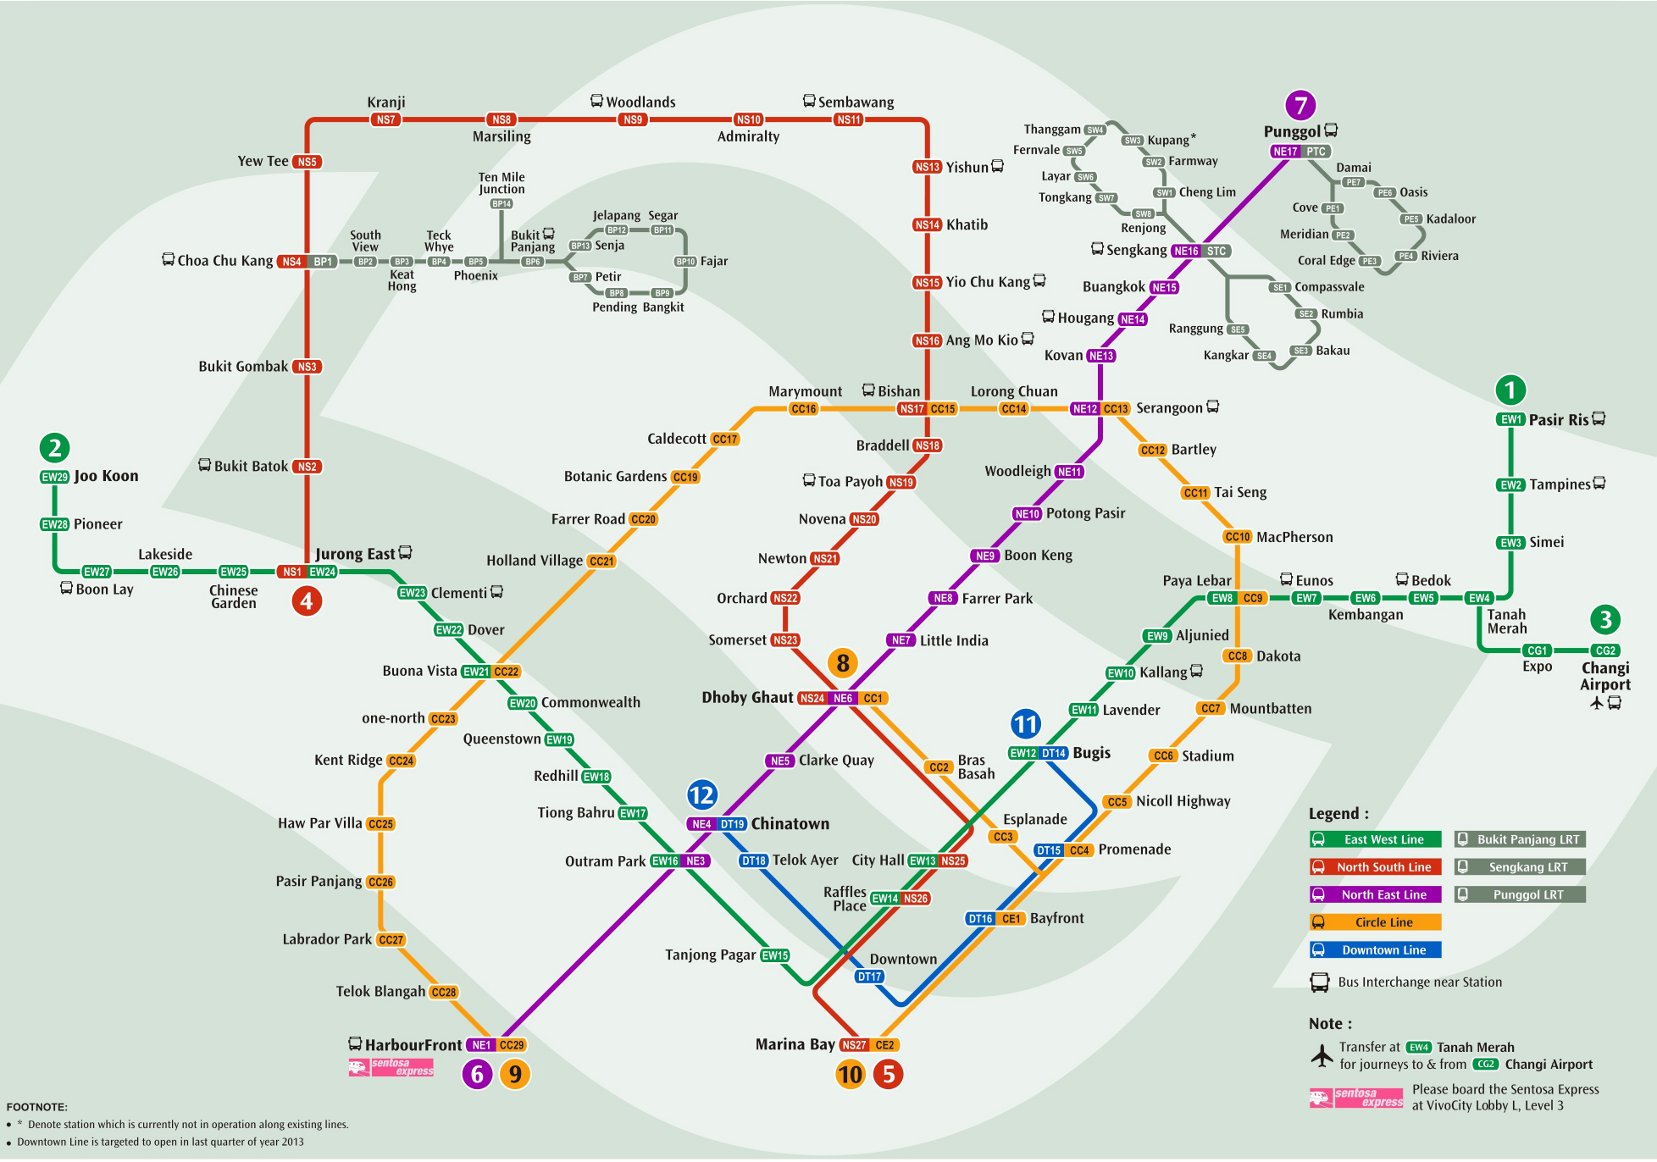 7
Punggol
NE17 PTC
Kranji
NS7
NS8
Marsiling
Woodlands
NS9
NS10
Admiralty
Sembawang
NS11
Yew Tee NS5
NS13 Yishun
NS14 Khatib
NS15 Yio Chu Kang
NS16 Ang Mo Kio
Thanggam SW4
SW3 Kupang*
Fernvale SW5
SW2 Farmway
Layar SW6
SW1 Cheng Lim
Tongkang SW7
SW8
Renjong
Damai
PE7
PE6 Oasis
Cove PE1
PE5 Kadaloor
Meridian PE2
Coral Edge PE3
PE4 Riviera
Sengkang NE16 STC
Buangkok NE15
Hougang NE14
Kovan NE13
SE1 Compassvale
SE2 Rumbia
Ranggung SE5
Kangkar SE4
SE3 Bakau
Ten Mile
Junction
BP14
Choa Chu Kang NS4 BP1
South
View
BP2
BP3
Keat
Hong
Teck
Whye
BP4
BP5
Phoenix
Bukit
Panjang
BP6
Jelapang
BP12
Segar
BP11
BP13 Senja
BP7 Petir
BP10 Fajar
BP8
Pending
BP9
Bangkit
Bukit Gombak NS3
Bukit Batok NS2
Marymount
CC16
Bishan
NS17 CC15
Lorong Chuan
CC14
NE12 CC13 Serangoon
Caldecott CC17
Braddell NS18
CC12 Bartley
Botanic Gardens CC19
Toa Payoh NS19
Woodleigh NE11
CC11 Tai Seng
Farrer Road CC20
Novena NS20
NE10 Potong Pasir
CC10 MacPherson
Holland Village CC21
Newton NS21
NE9 Boon Keng
1
EW1 Pasir Ris
EW2 Tampines
EW3 Simei
2
EW29 Joo Koon
EW28 Pioneer
EW27
Boon Lay
Lakeside
EW26
EW25
Chinese
Garden
Jurong East
NS1 EW24
4
EW23 Clementi
EW22 Dover
Buona Vista EW21 CC22
EW20 Commonwealth
Orchard NS22
NE8 Farrer Park
Somerset NS23
NE7 Little India
8
Dhoby Ghaut NS24 NE6 CC1
Paya Lebar
EW8 CC9
Eunos
EW7
EW6
Kembangan
Bedok
EW5
EW4
Tanah
Merah
3
CG1
Expo
CG2
Changi
Airport
EW9 Aljunied
CC8 Dakota
EW10 Kallang
CC7 Mountbatten
EW11 Lavender
11
EW12 DT14 Bugis
CC6 Stadium
CC5 Nicoll Highway
one-north CC23
Queenstown EW19
Kent Ridge CC24
Redhill EW18
Tiong Bahru EW17
Haw Par Villa CC25
NE5 Clarke Quay
CC2 Bras
Basah
12
NE4 DT19 Chinatown
Esplanade
CC3
Outram Park EW16 NE3
DT18 Telok Ayer
City Hall EW13 NS25
DT15 CC4 Promenade
Pasir Panjang CC26
Raffles
Place
EW14 NS26
DT16 CE1 Bayfront
Labrador Park CC27
Tanjong Pagar EW15
Downtown
DT17
Telok Blangah CC28
HarbourFront NE1 CC29
sentosa
express
6
9
Marina Bay NS27 CE2
10
5
Legend :
East West Line
Bukit Panjang LRT
North South Line
Sengkang LRT
North East Line
Punggol LRT
Circle Line
Downtown Line
Bus Interchange near Station
Note :
Transfer at EW4 Tanah Merah
for journeys to & from CG2 Changi Airport
sentosa
express
Please board the Sentosa Express
at VivoCity Lobby L, Level 3
FOOTNOTE:
• * Denote station which is currently not in operation along existing lines.
• Downtown Line is targeted to open in last quarter of year 2013